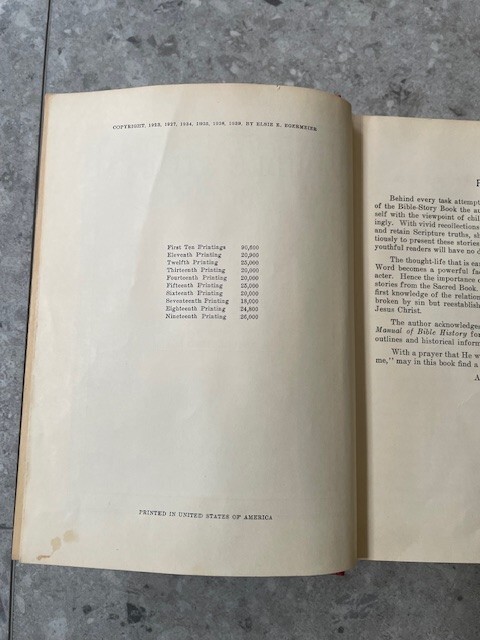 COPYRIGHT, 1923, 1927, 1934, 1935, 1938, 1939, BY ELSIE E. EGERMEIER
First Ten Printings 90,600
Eleventh Printing 20,900
Twelfth Printing 25,000
Thirteenth Printing 20,000
Fourteenth Printing 20,000
Fifteenth Printing 25,000
Sixteenth Printing 20,000
Seventeenth Printing 18,000
Eighteenth Printing 24,800
Nineteenth Printing 26,000
PRINTED IN UNITED STATES OF AMERICA
Behind every task attempt
of the Bible-Story Book the au
self with the viewpoint of chil
ingly. With vivid recollections
and retain Scripture truths, sh
tiously to present these stories
youthful readers will have no d
The thought-life that is ea
Word becomes a powerful fac
acter. Hence the importance o
stories from the Sacred Book.
first knowledge of the relation
broken by sin but reestablish
Jesus Christ.
The author acknowledges
Manual of Bible History for
outlines and historical inform
With a prayer that He w
me," may in this book find a